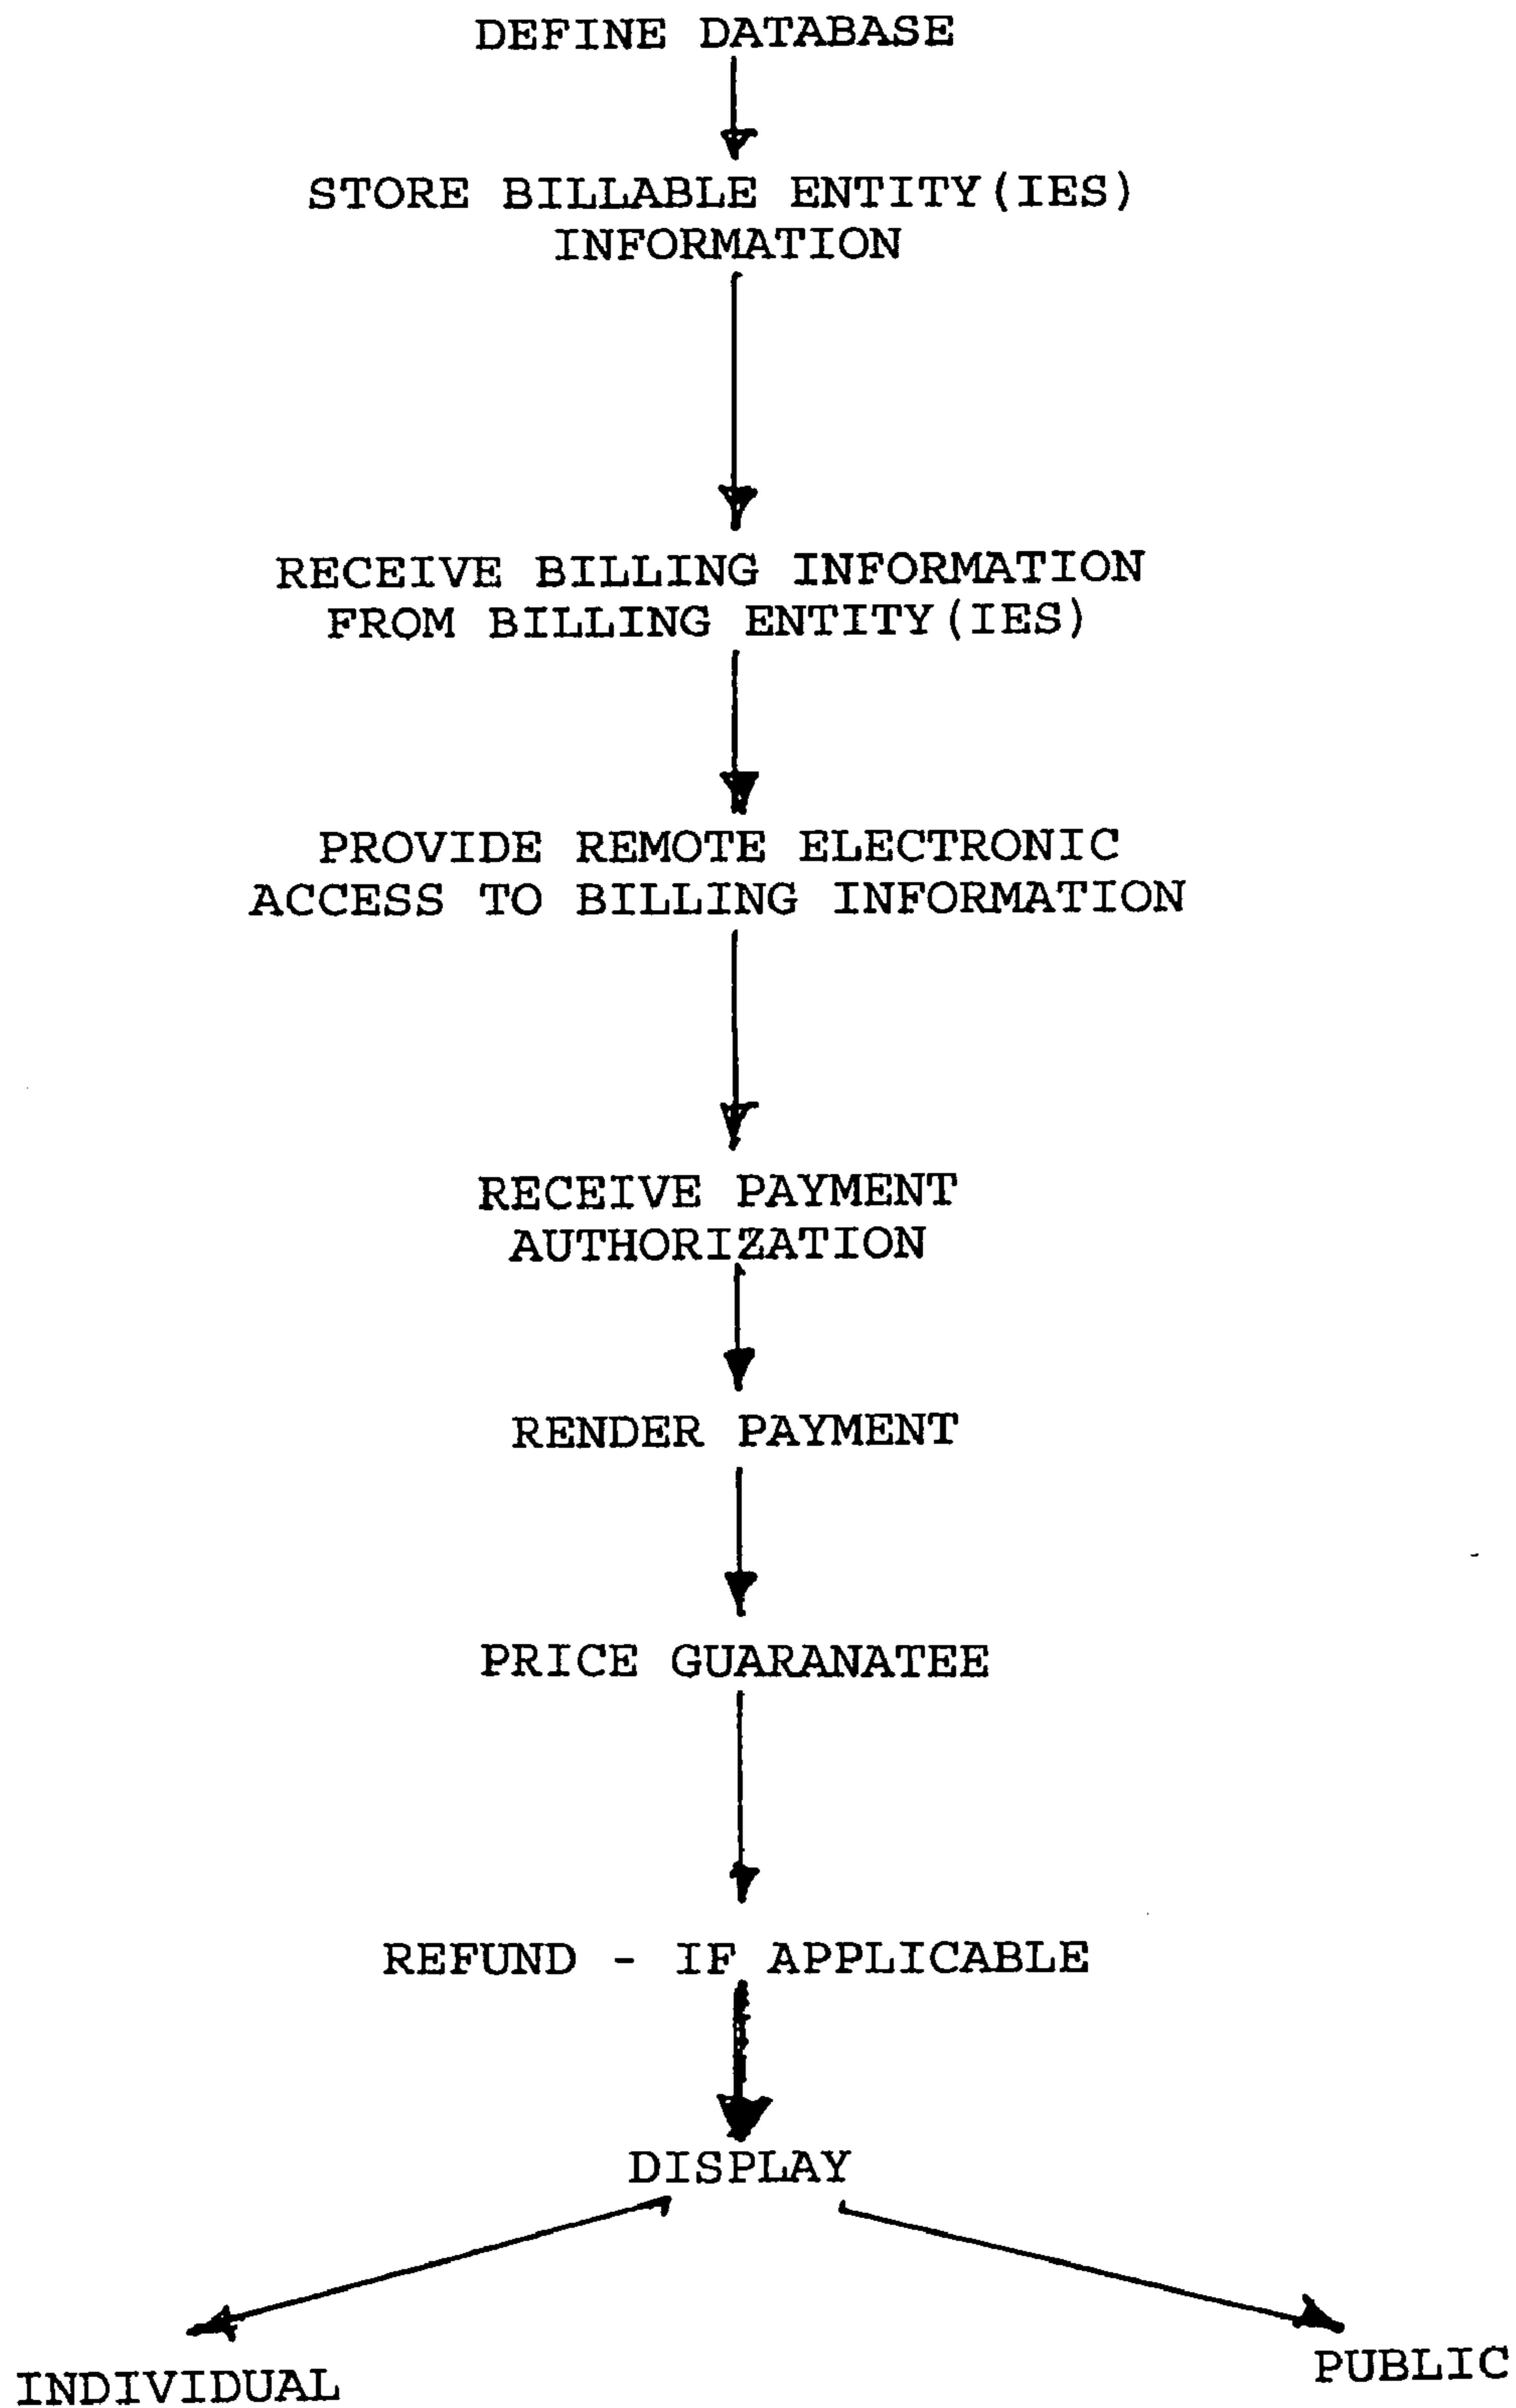 DEFINE DATABASE
STORE BILLABLE ENTITY(IES)
INFORMATION
RECEIVE BILLING INFORMATION
FROM BILLING ENTITY(IES)
PROVIDE REMOTE ELECTRONIC
ACCESS TO BILLING INFORMATION
RECEIVE PAYMENT
AUTHORIZATION
RENDER PAYMENT
PRICE GUARANATEE
REFUND - IF APPLICABLE
DISPLAY
INDIVIDUAL
PUBLIC